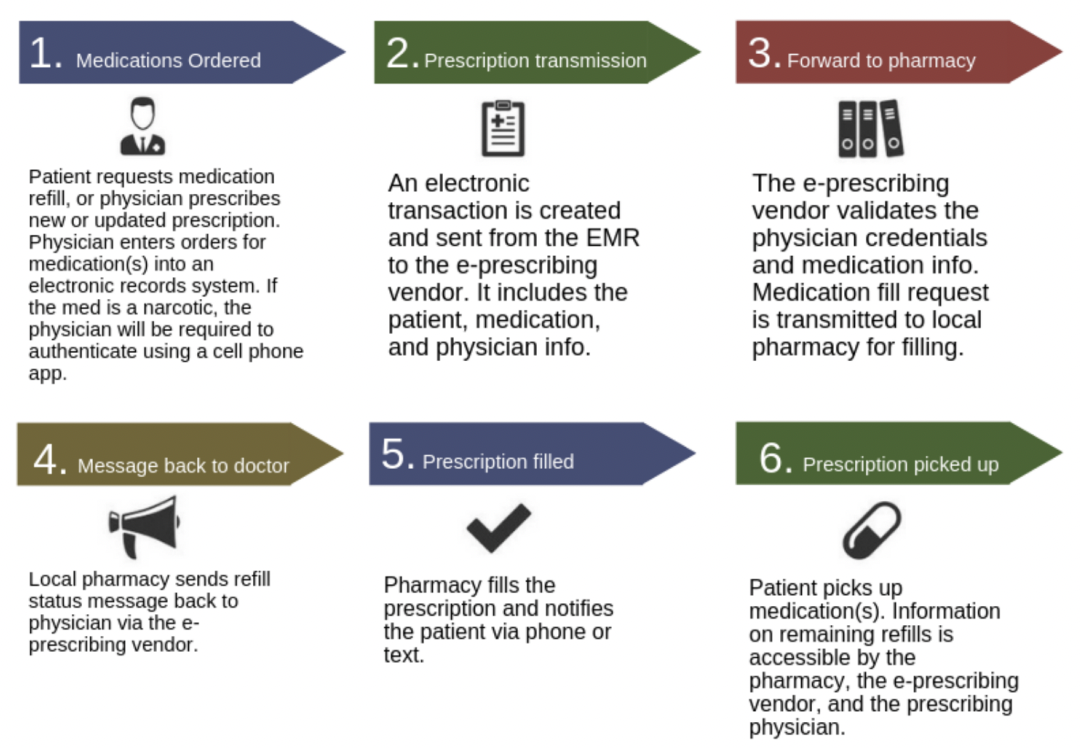 1. Medications Ordered
Patient requests medication
refill, or physician prescribes
new or updated prescription.
Physician enters orders for
medication(s) into an
electronic records system. If
the med is a narcotic, the
physician will be required to
authenticate using a cell phone
app.
2. Prescription transmission
An electronic
transaction is created
and sent from the EMR
to the e-prescribing
vendor. It includes the
patient, medication,
and physician info.
3. Forward to pharmacy
The e-prescribing
vendor validates the
physician credentials
and medication info.
Medication fill request
is transmitted to local
pharmacy for filling.
4. Message back to doctor
Local pharmacy sends refill
status message back to
physician via the e-
prescribing vendor.
5. Prescription filled
Pharmacy fills the
prescription and notifies
the patient via phone or
text.
6. Prescription picked up
Patient picks up
medication(s). Information
on remaining refills is
accessible by the
pharmacy, the e-prescribing
vendor, and the prescribing
physician.